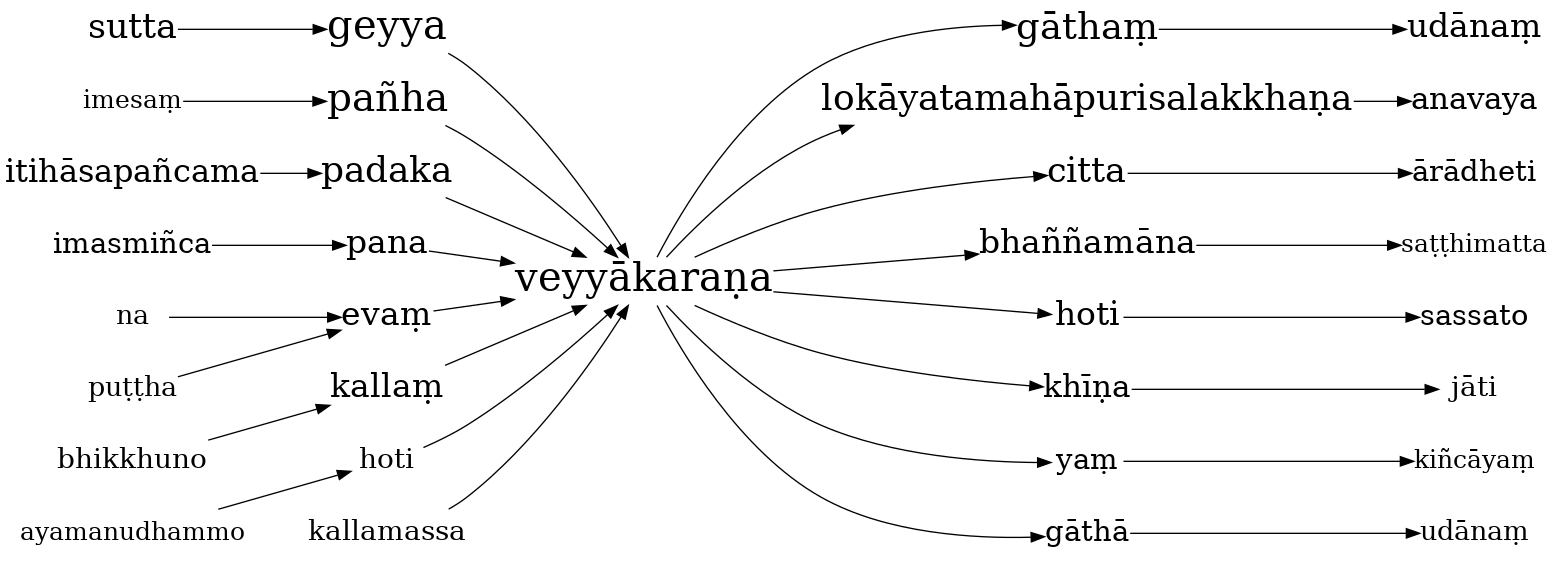 sutta geyya gāthaṃ udānaṃ
imesaṃ pañha lokāyatamahāpurisalakkhaṇa anavaya
itihāsapañcama padaka citta ārādheti
imasmiñca pana bhaññamāna saṭṭhimatta
veyyākaraṇa
na evaṃ hoti sassato
puṭṭha kallaṃ khīṇa jāti
bhikkhuno hoti yaṃ kiñcāyaṃ
ayamanudhammo kallamassa gāthā udānaṃ